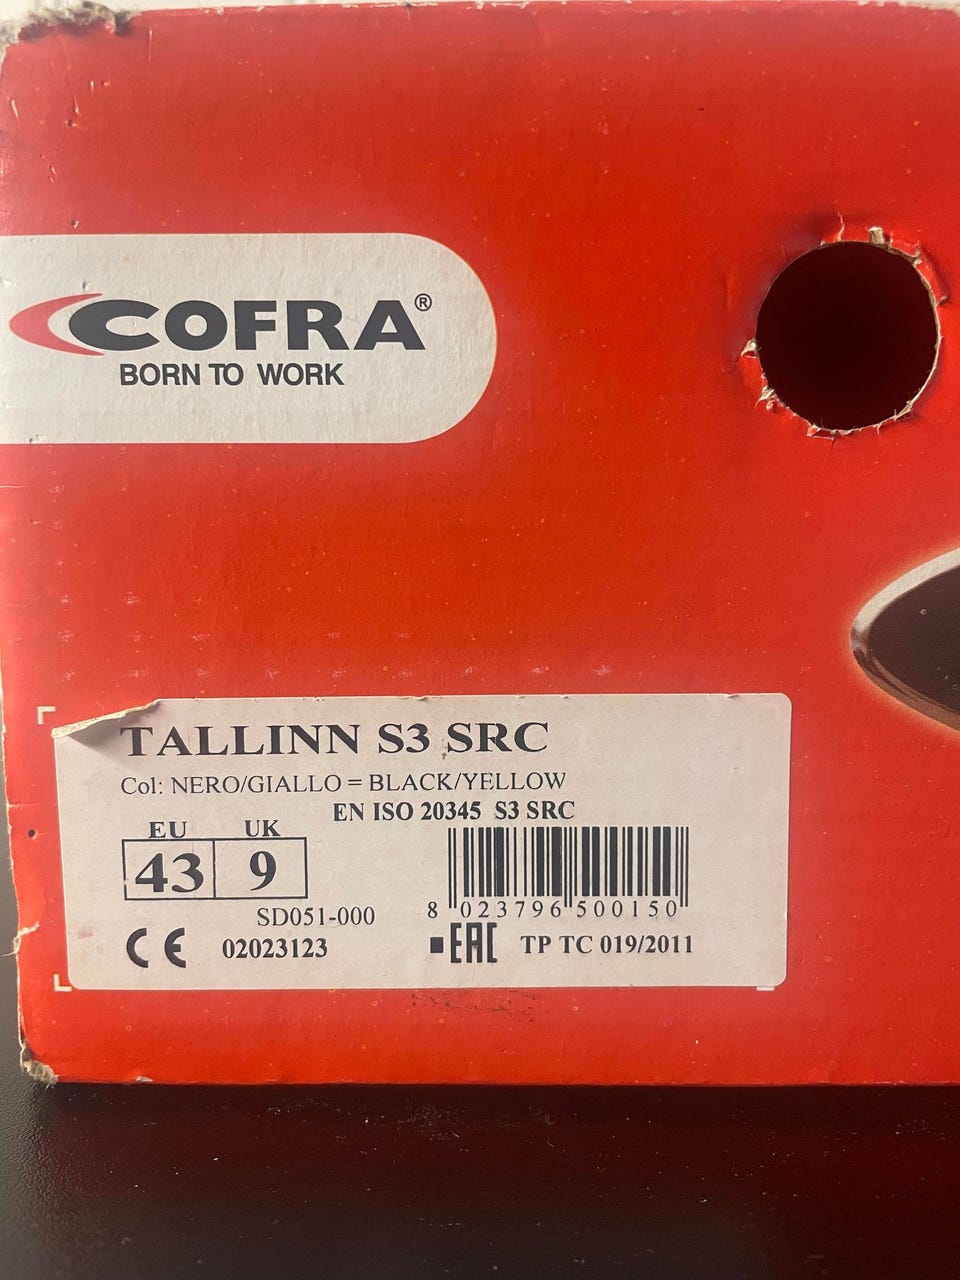 COFRA®
BORN TO WORK
TALLINN S3 SRC
Col: NERO/GIALLO = BLACK/YELLOW
EN ISO 20345 S3 SRC
EU UK
43 9
8 023796 500150
SD051-000
CE 02023123
EAC TP TC 019/2011